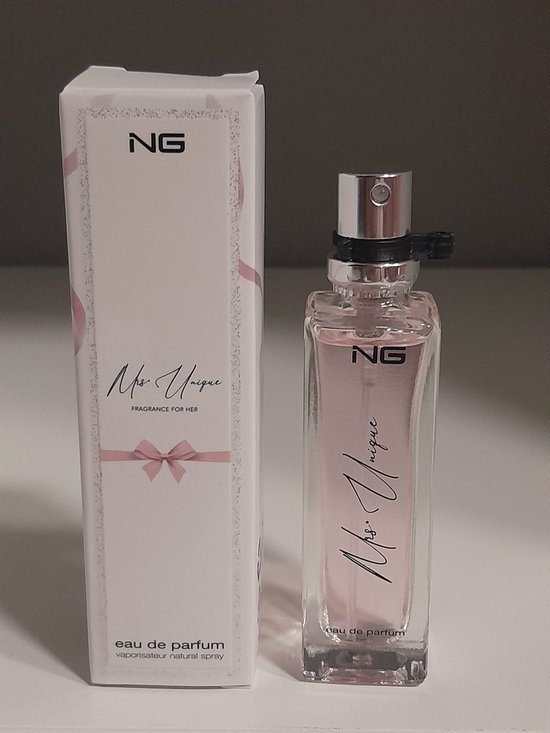 NG
Mrs. Unique
FRAGRANCE FOR HER
eau de parfum
vaporisateur natural spray
NG
Mrs. Unique
eau de parfum